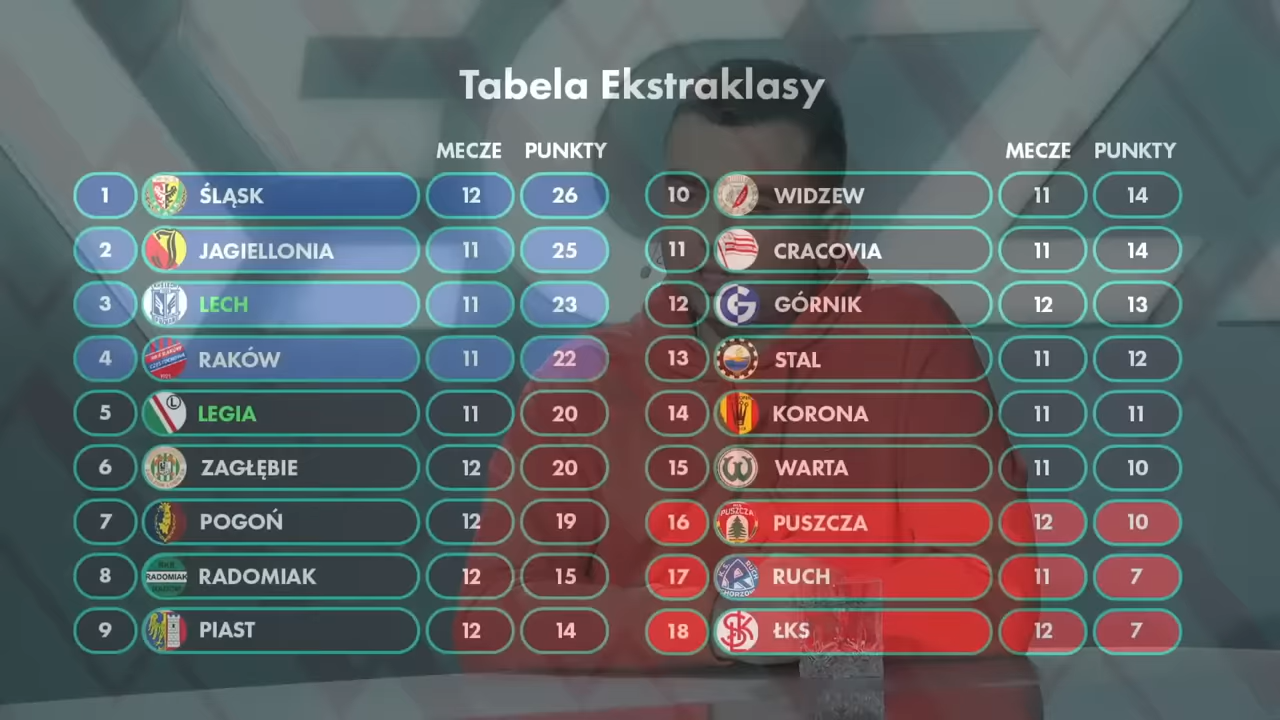 Tabela Ekstraklasy
MECZE PUNKTY
1 ŚLĄSK 12 26
2 JAGIELLONIA 11 25
3 LECH 11 23
4 RAKÓW 11 22
5 LEGIA 11 20
6 ZAGŁĘBIE 12 20
7 POGOŃ 12 19
8 RADOMIAK RADOMIAK 12 15
9 PIAST 12 14
MECZE PUNKTY
10 WIDZEW 11 14
11 CRACOVIA 11 14
12 GÓRNIK 12 13
13 STAL 11 12
14 KORONA 11 11
15 WARTA 11 10
16 PUSZCZA PUSZCZA 12 10
17 RUCH RUCH 11 7
18 ŁKS 12 7